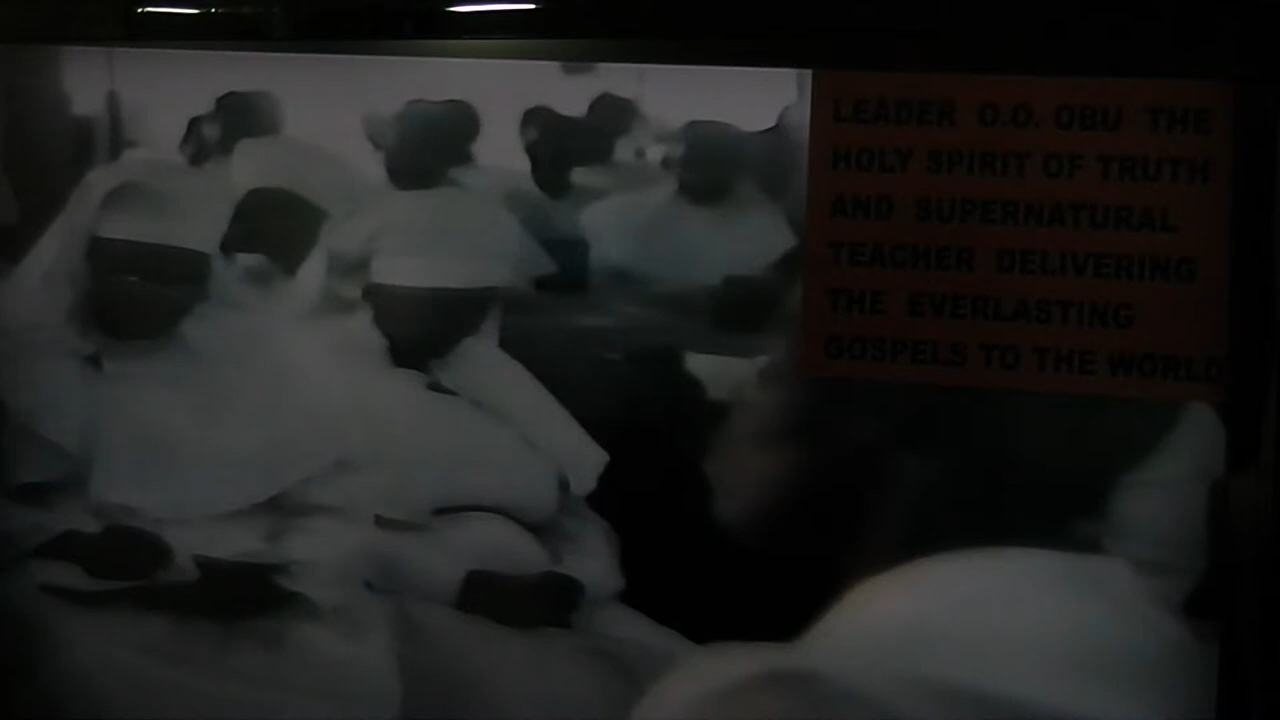 LEADER O.O. OBU THE
HOLY SPIRIT OF TRUTH
AND SUPERNATURAL
TEACHER DELIVERING
THE EVERLASTING
GOSPELS TO THE WORLD